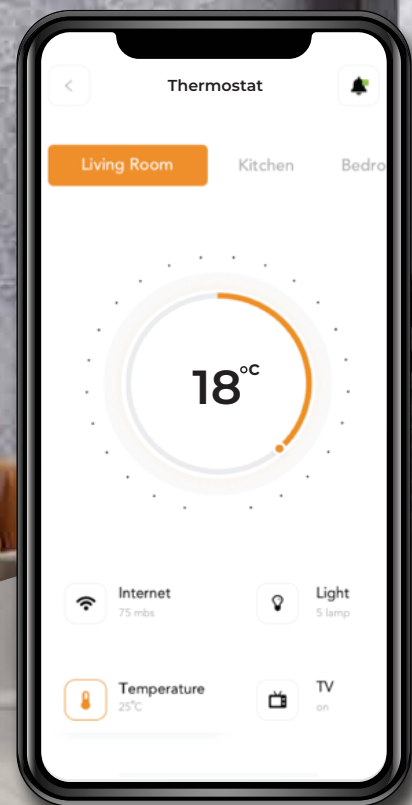 Thermostat
Living Room Kitchen Bedro
18°C
Internet
75 mbs
Light
5 lamp
Temperature
25°C
TV
on